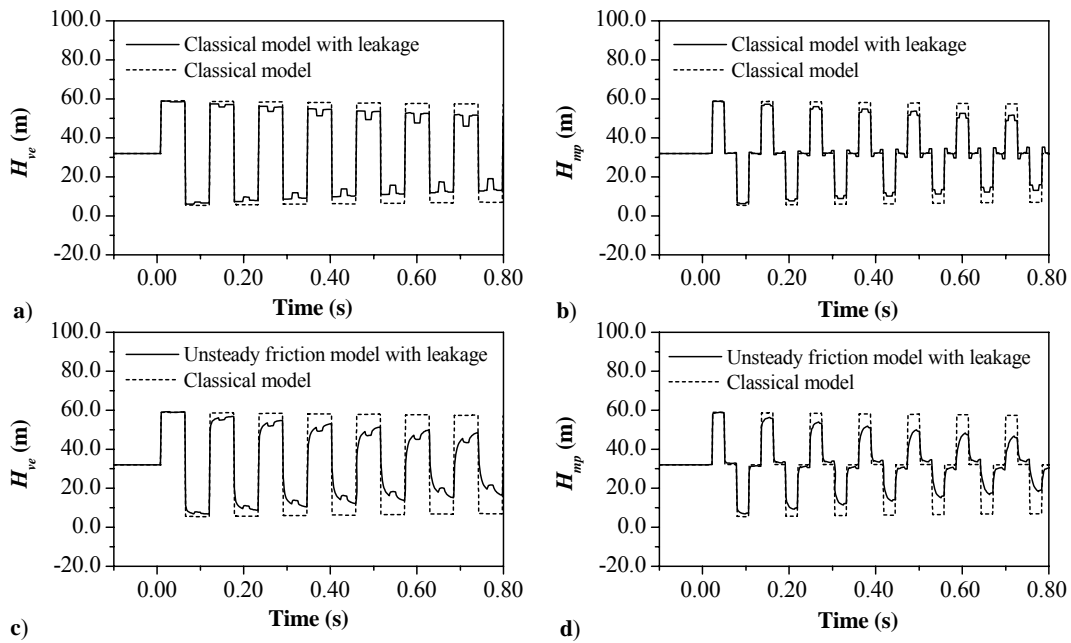 100.0
80.0
60.0
40.0
20.0
0.0
-20.0
H_ve (m)
Classical model with leakage
Classical model
0.00 0.20 0.40 0.60 0.80
Time (s)
a)
100.0
80.0
60.0
40.0
20.0
0.0
-20.0
H_mp (m)
Classical model with leakage
Classical model
0.00 0.20 0.40 0.60 0.80
Time (s)
b)
100.0
80.0
60.0
40.0
20.0
0.0
-20.0
H_ve (m)
Unsteady friction model with leakage
Classical model
0.00 0.20 0.40 0.60 0.80
Time (s)
c)
100.0
80.0
60.0
40.0
20.0
0.0
-20.0
H_mp (m)
Unsteady friction model with leakage
Classical model
0.00 0.20 0.40 0.60 0.80
Time (s)
d)